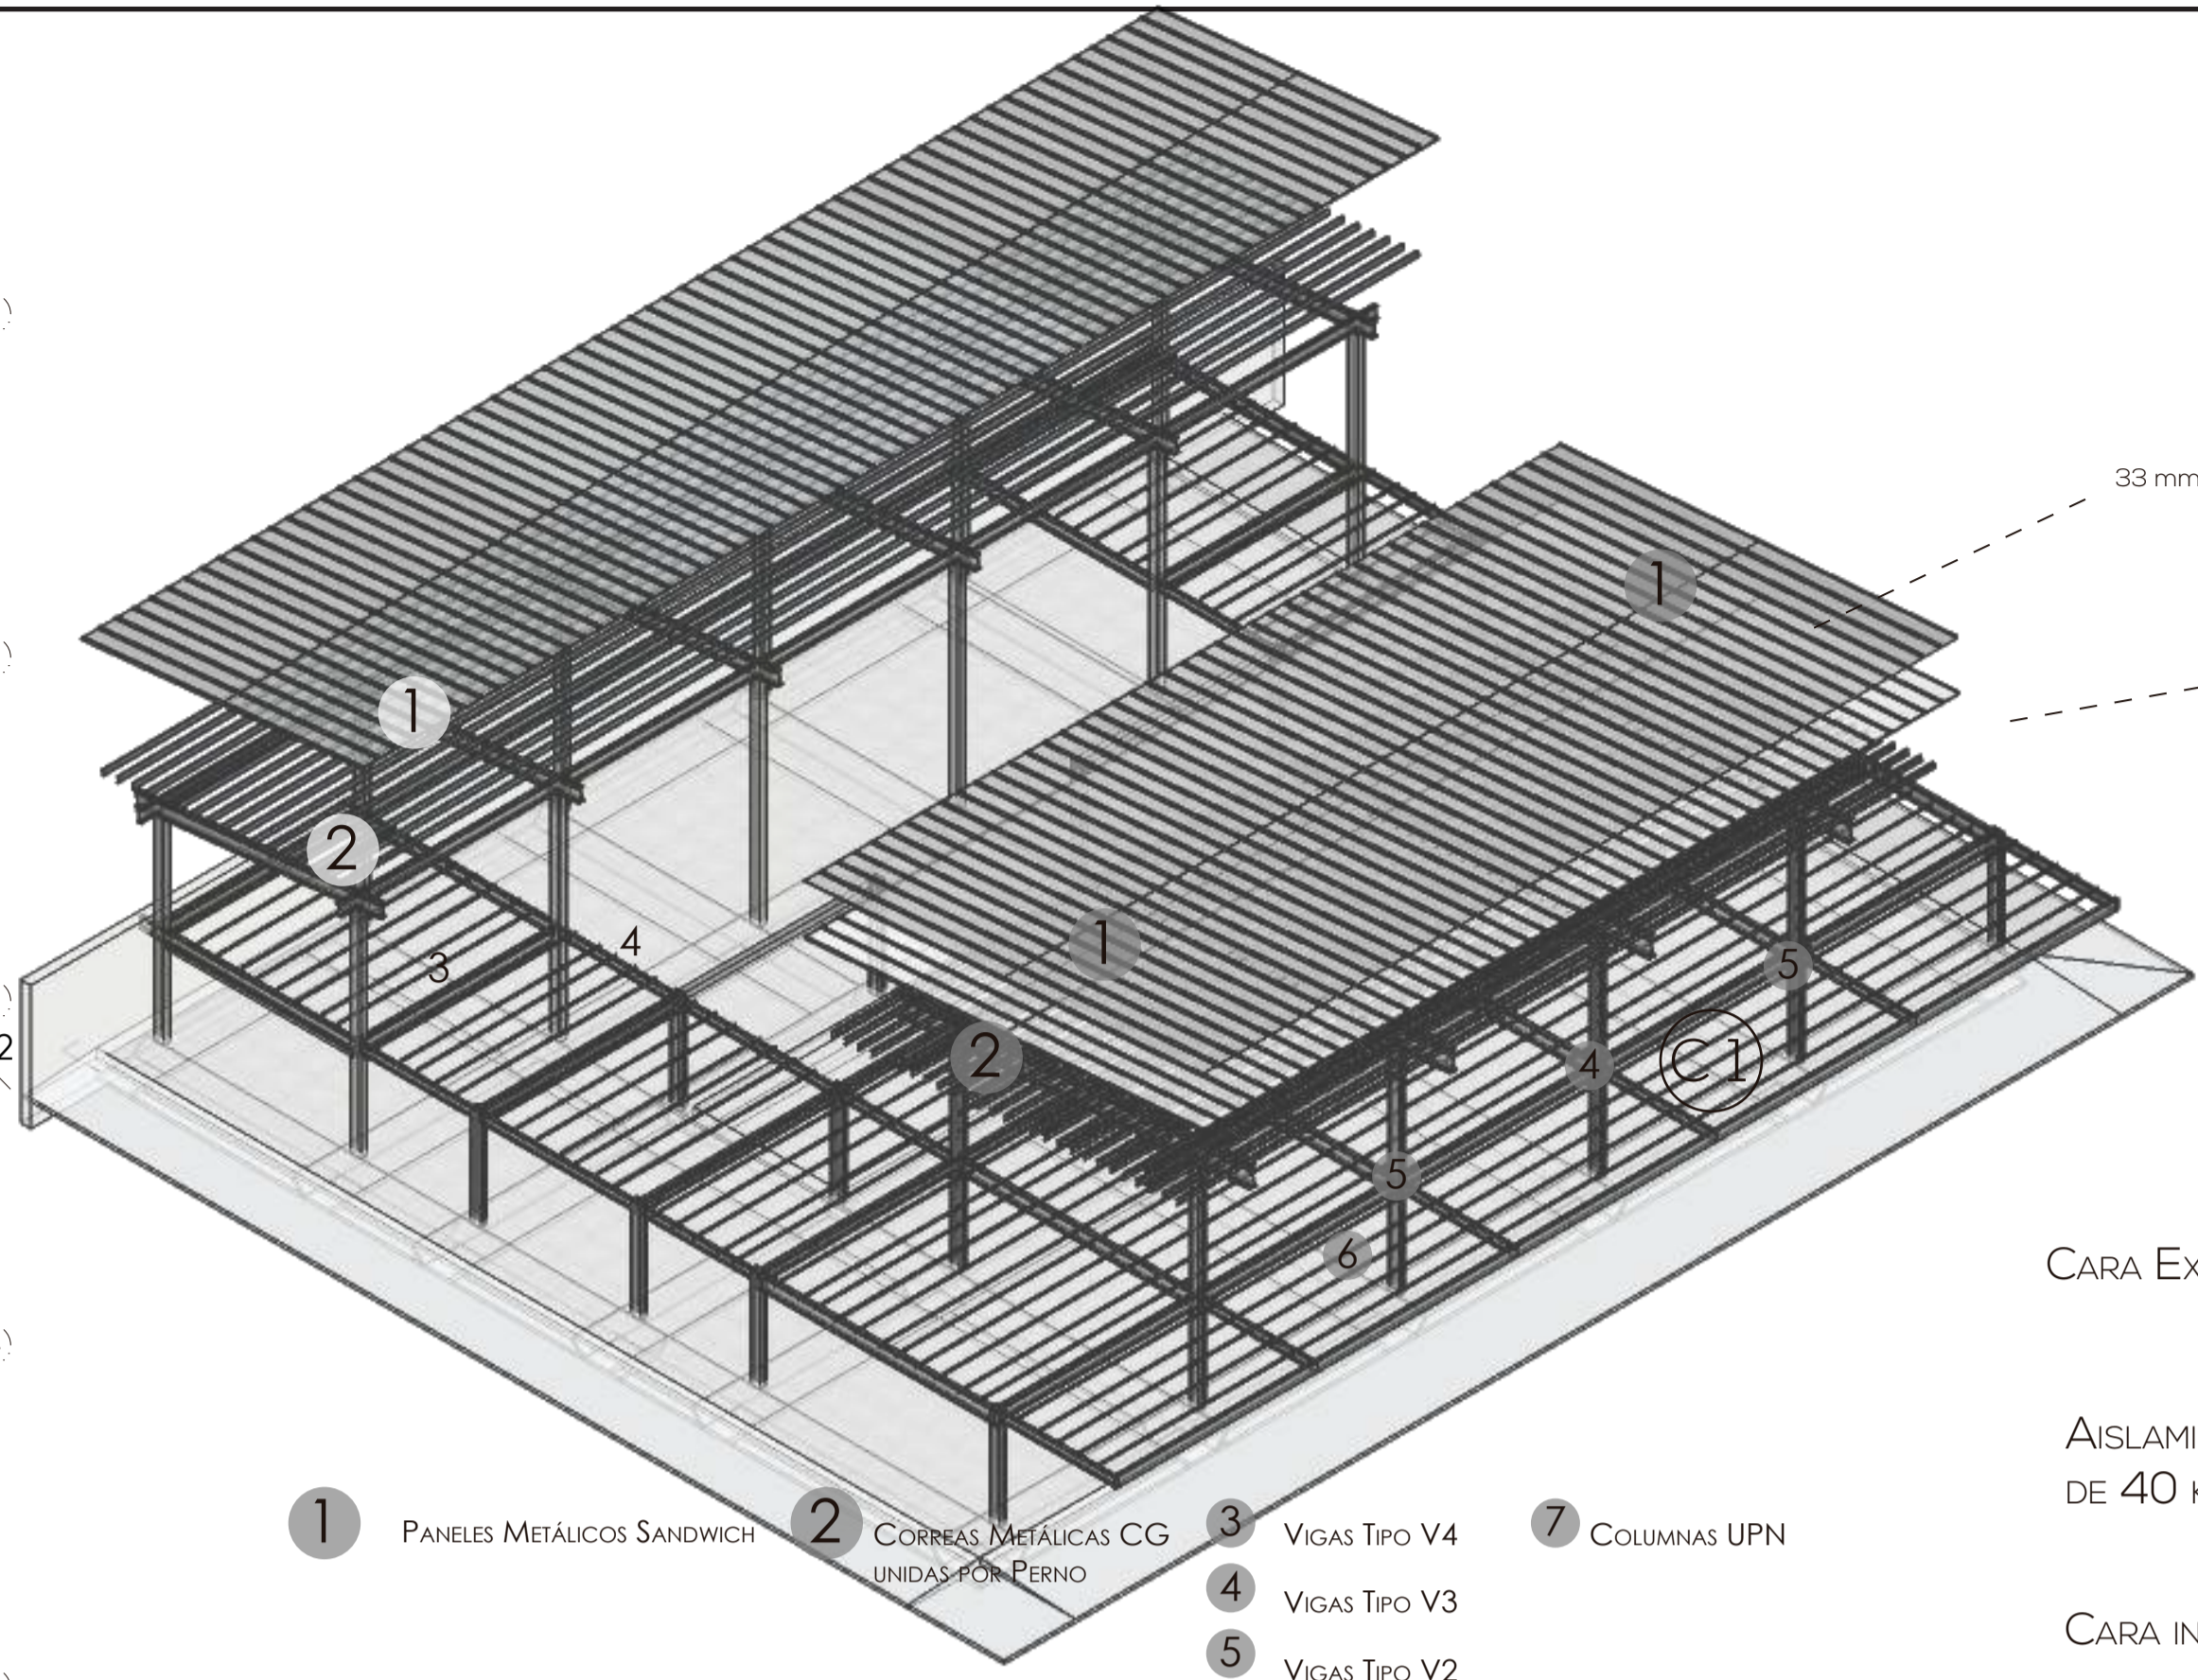 33 mm
1
1
2
4
3
1
5
2
2
4
C 1
5
6
CARA EX
AISLAMI
DE 40 K
CARA IN
1 PANELES METÁLICOS SANDWICH
2 CORREAS METÁLICAS CG
UNIDAS POR PERNO
3 VIGAS TIPO V4
4 VIGAS TIPO V3
5 VIGAS TIPO V2
7 COLUMNAS UPN